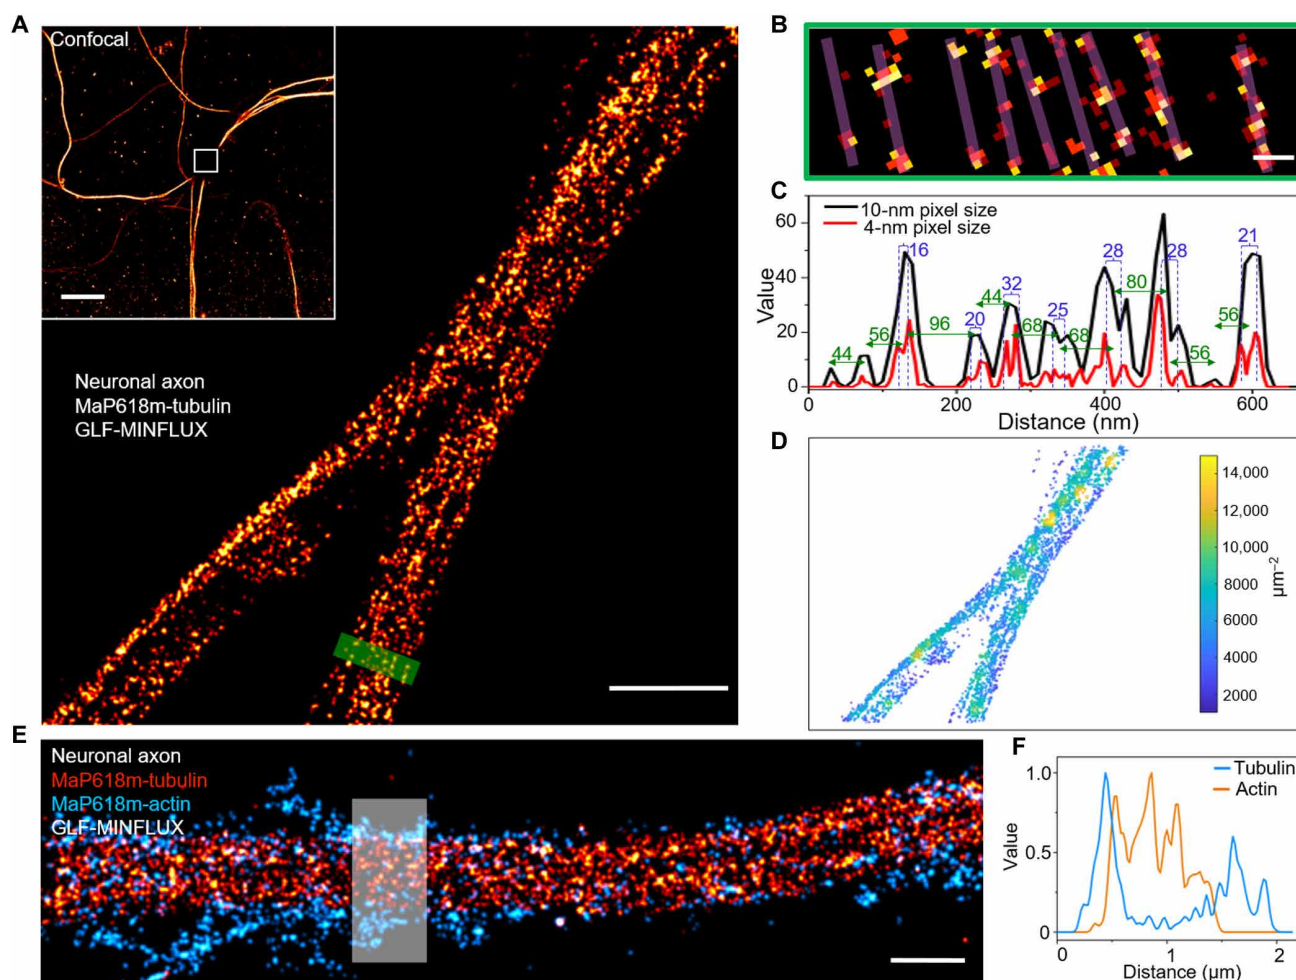 A
Confocal
Neuronal axon
MaP618m-tubulin
GLF-MINFLUX
B
C
10-nm pixel size
4-nm pixel size
Value
60
40
20
0
44
56
16
96
20
44
32
68
25
68
28
80
28
56
56
21
0
200
400
600
Distance (nm)
D
14,000
12,000
10,000
8000
6000
4000
2000
µm⁻²
E
Neuronal axon
MaP618m-tubulin
MaP618m-actin
GLF-MINFLUX
F
Tubulin
Actin
Value
1.0
0.5
0
0
1
2
Distance (µm)